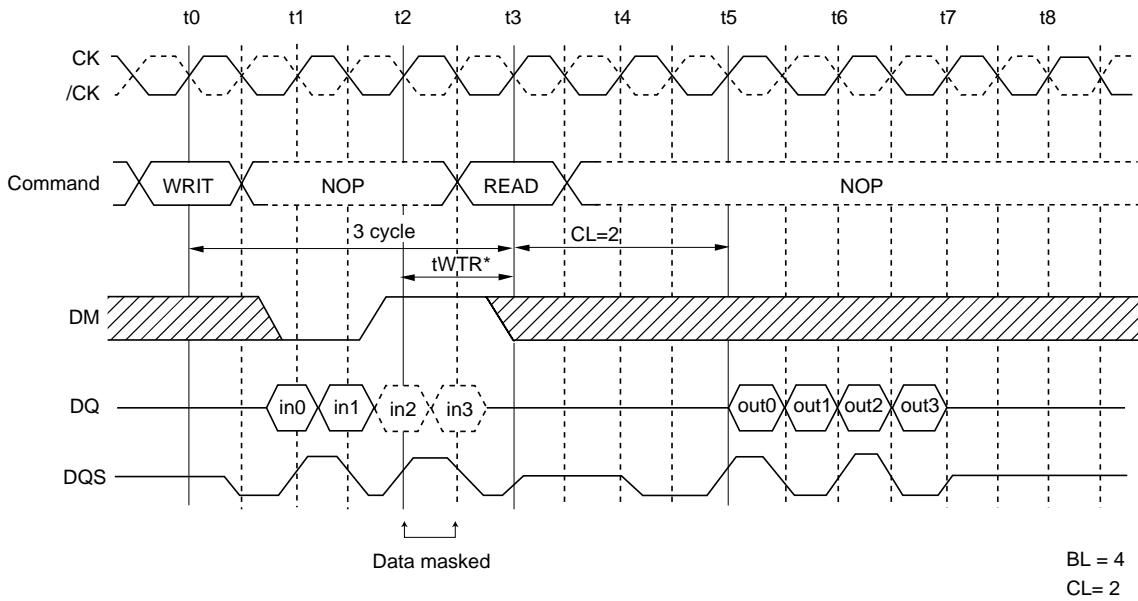 t0 t1 t2 t3 t4 t5 t6 t7 t8
CK
/CK
Command WRIT NOP READ NOP
3 cycle CL=2
tWTR*
DM
DQ in0 in1 in2 in3 out0 out1 out2 out3
DQS
Data masked
BL = 4
CL= 2